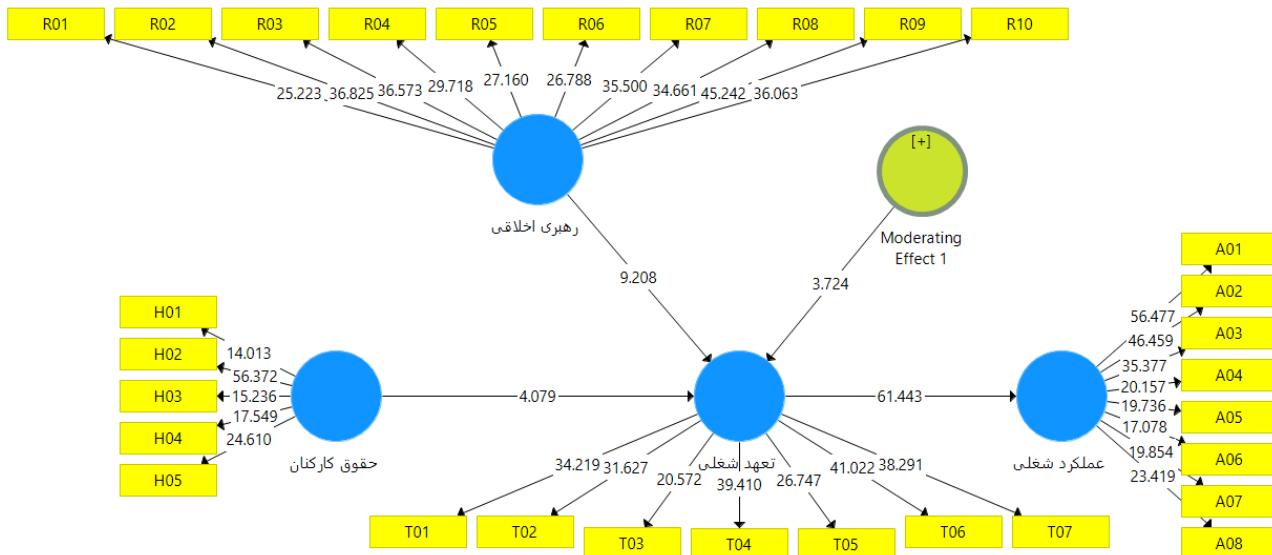 R01
R02
R03
R04
R05
R06
R07
R08
R09
R10
25.223
36.825
36.573
29.718
27.160
26.788
35.500
34.661
45.242
36.063
[+]
رهبری اخلاقی
Moderating
Effect 1
9.208
3.724
H01
H02
H03
H04
H05
14.013
56.372
15.236
17.549
24.610
حقوق کارکنان
4.079
تعهد شغلی
61.443
عملکرد شغلی
A01
A02
A03
A04
A05
A06
A07
A08
56.477
46.459
35.377
20.157
19.736
17.078
19.854
23.419
34.219
31.627
20.572
39.410
26.747
41.022
38.291
T01
T02
T03
T04
T05
T06
T07